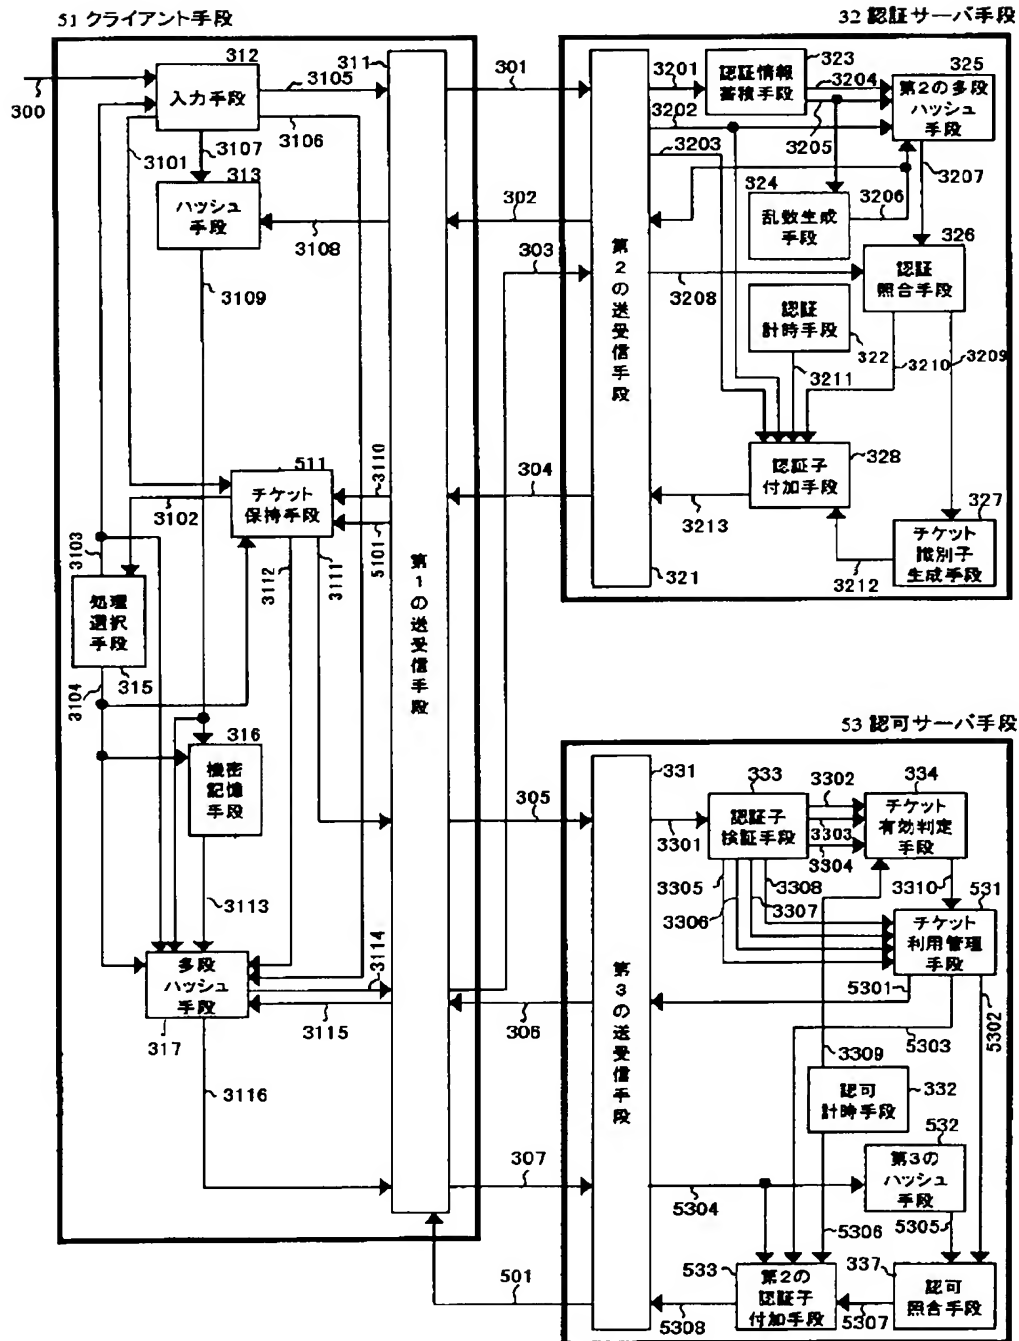 51 クライアント手段
32 認証サーバ手段
300
312
入力手段
3105
3106
3101
3107
313
ハッシュ
手段
3108
3109
311
第1の送受信手段
301
302
303
304
3201
3202
3203
323
認証情報
蓄積手段
3204
3205
325
第2の多段
ハッシュ
手段
324
乱数生成
手段
3206
3207
326
認証
照合手段
3208
認証
計時手段
322
3211
3210
3209
328
認証子
付加手段
3213
327
チケット
識別子
生成手段
3212
第2の送受信手段
321
511
チケット
保持手段
3110
5101
3102
3103
3112
3111
処理
選択
手段
315
3104
316
機密
記憶
手段
3113
多段
ハッシュ
手段
317
3114
3115
3116
305
306
307
501
53 認可サーバ手段
331
第3の送受信手段
3301
333
認証子
検証手段
3302
3303
3304
334
チケット
有効判定
手段
3305
3306
3308
3307
3310
531
チケット
利用管理
手段
5301
5303
5302
3309
332
認可
計時手段
532
第3の
ハッシュ
手段
5304
5305
5306
533
第2の
認証子
付加手段
5308
337
認可
照合手段
5307